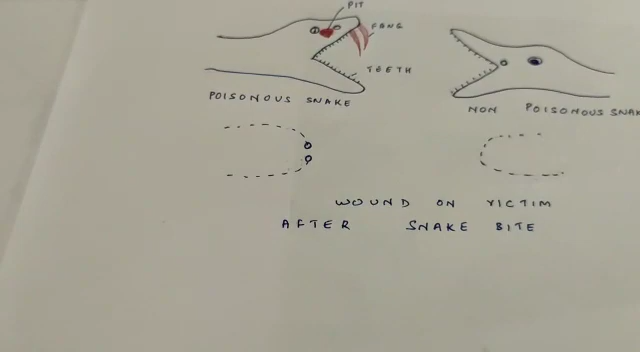 PIT
FANG
TEETH
POISONOUS SNAKE
NON POISONOUS SNAK
WOUND ON VICTIM
AFTER SNAKE BITE